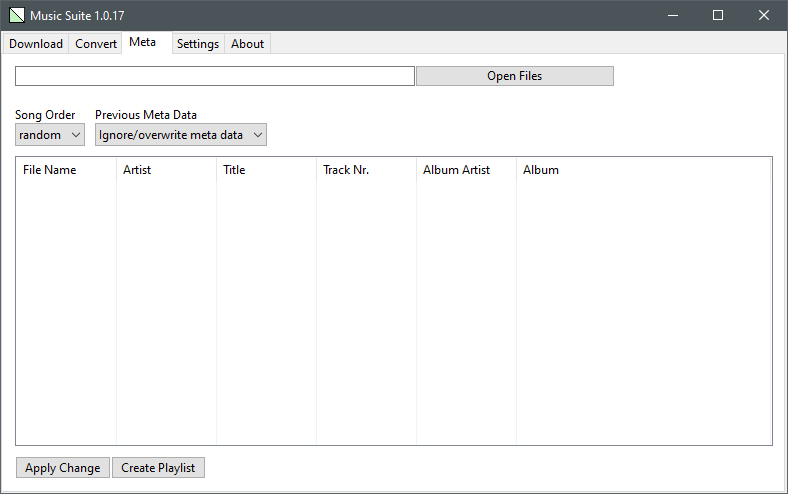 Music Suite 1.0.17
Download Convert Meta Settings About
Open Files
Song Order Previous Meta Data
random Ignore/overwrite meta data
File Name Artist Title Track Nr. Album Artist Album
Apply Change Create Playlist